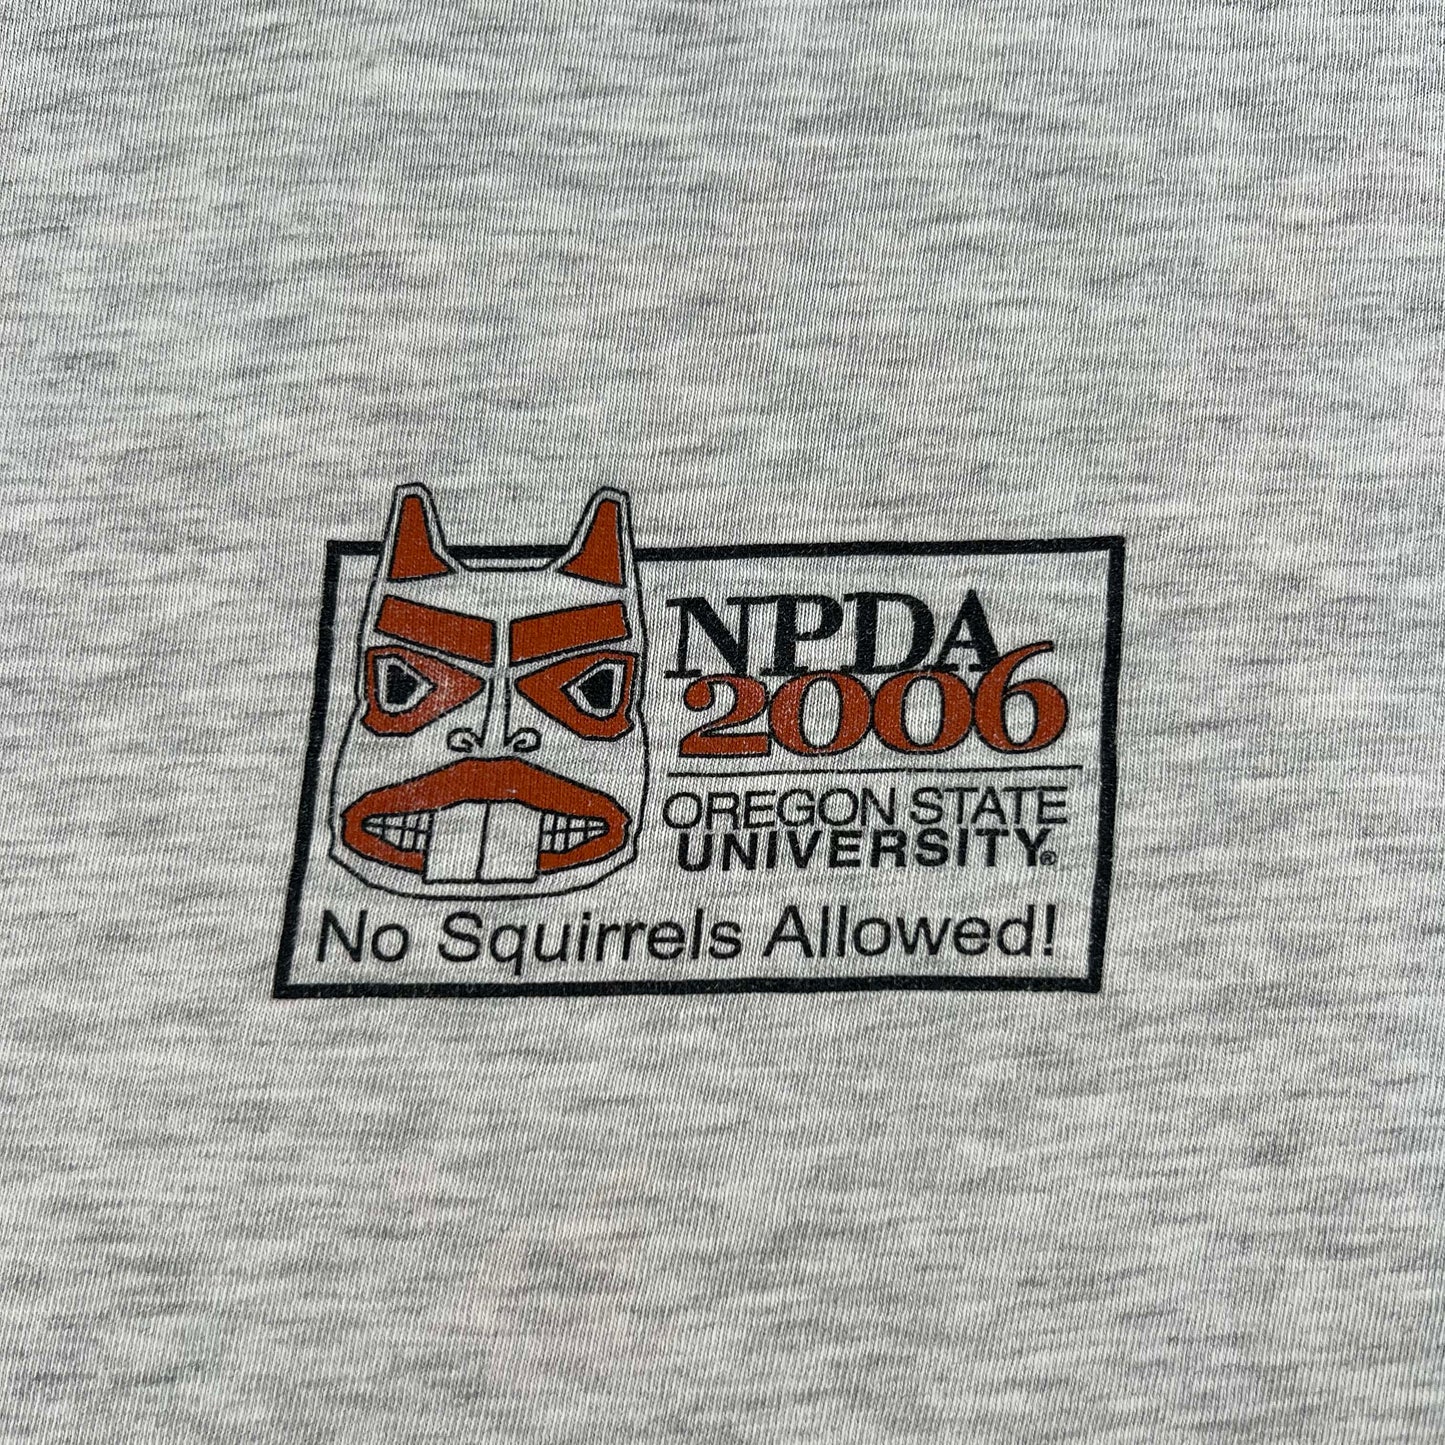 NPDA
2006
OREGON STATE
UNIVERSITY®
No Squirrels Allowed!